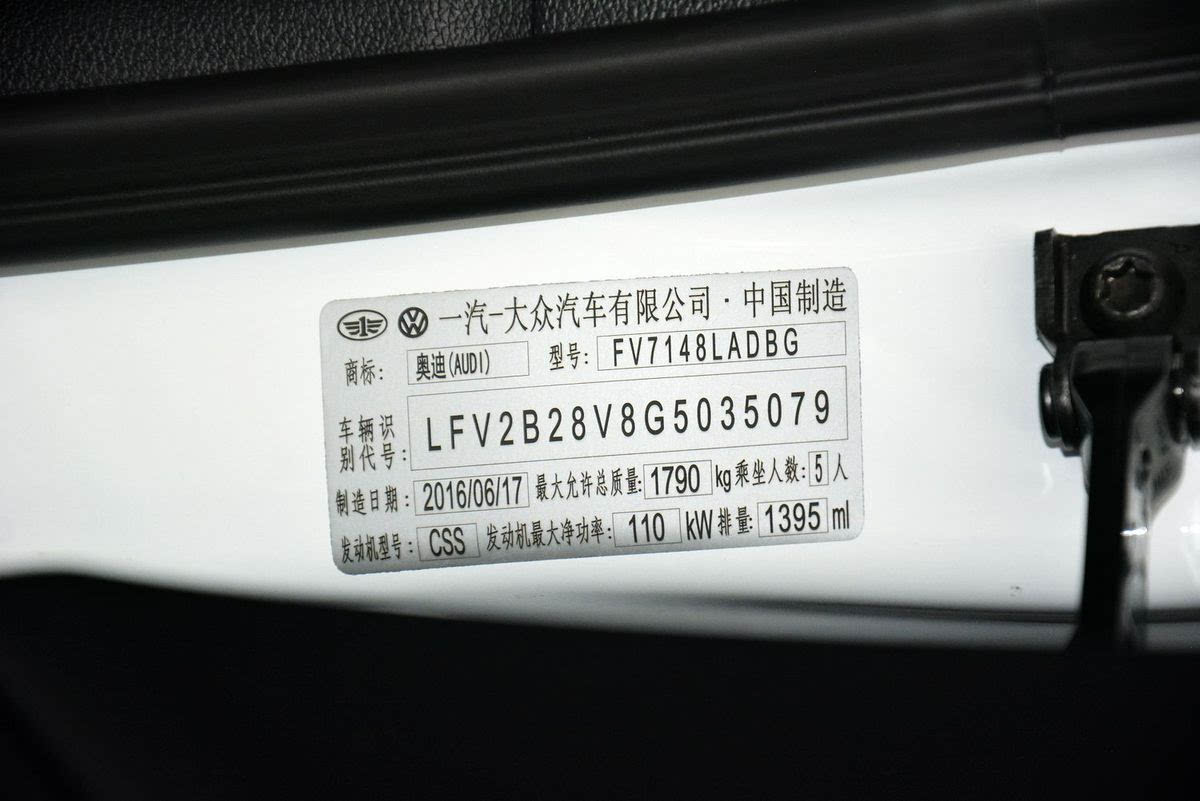 一汽-大众汽车有限公司·中国制造
商标: 奥迪(AUDI) 型号: FV7148LADBG
车辆识别代号: LFV2B28V8G5035079
制造日期: 2016/06/17 最大允许总质量: 1790 kg 乘坐人数: 5 人
发动机型号: CSS 发动机最大净功率: 110 kW 排量: 1395 ml